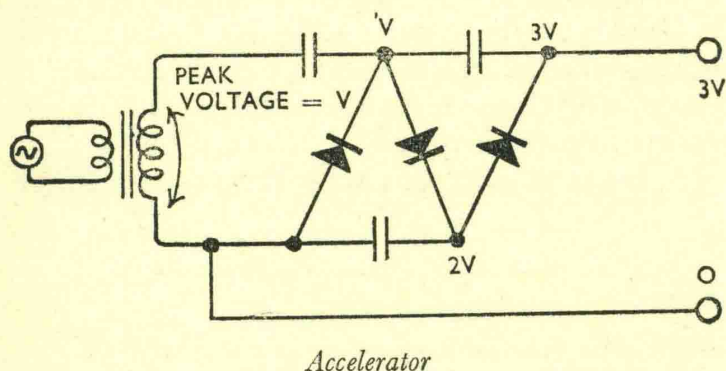 V
3V
PEAK
VOLTAGE = V
3V
2V
O
Accelerator